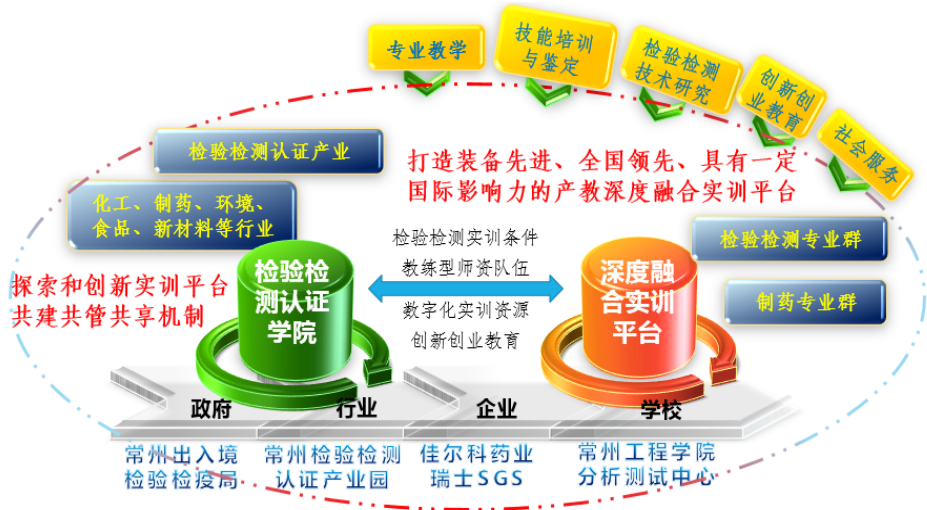 专业教学
技能培训
与鉴定
检验检测
技术研究
创新创
业教育
社会服务
检验检测认证产业
化工、制药、环境、
食品、新材料等行业
打造装备先进、全国领先、具有一定
国际影响力的产教深度融合实训平台
探索和创新实训平台
共建共管共享机制
检验检
测认证
学院
检验检测实训条件
教练型师资队伍
数字化实训资源
创新创业教育
深度融
合实训
平台
检验检测专业群
制药专业群
政府
行业
企业
学校
常州出入境
检验检疫局
常州检验检测
认证产业园
佳尔科药业
瑞士SGS
常州工程学院
分析测试中心